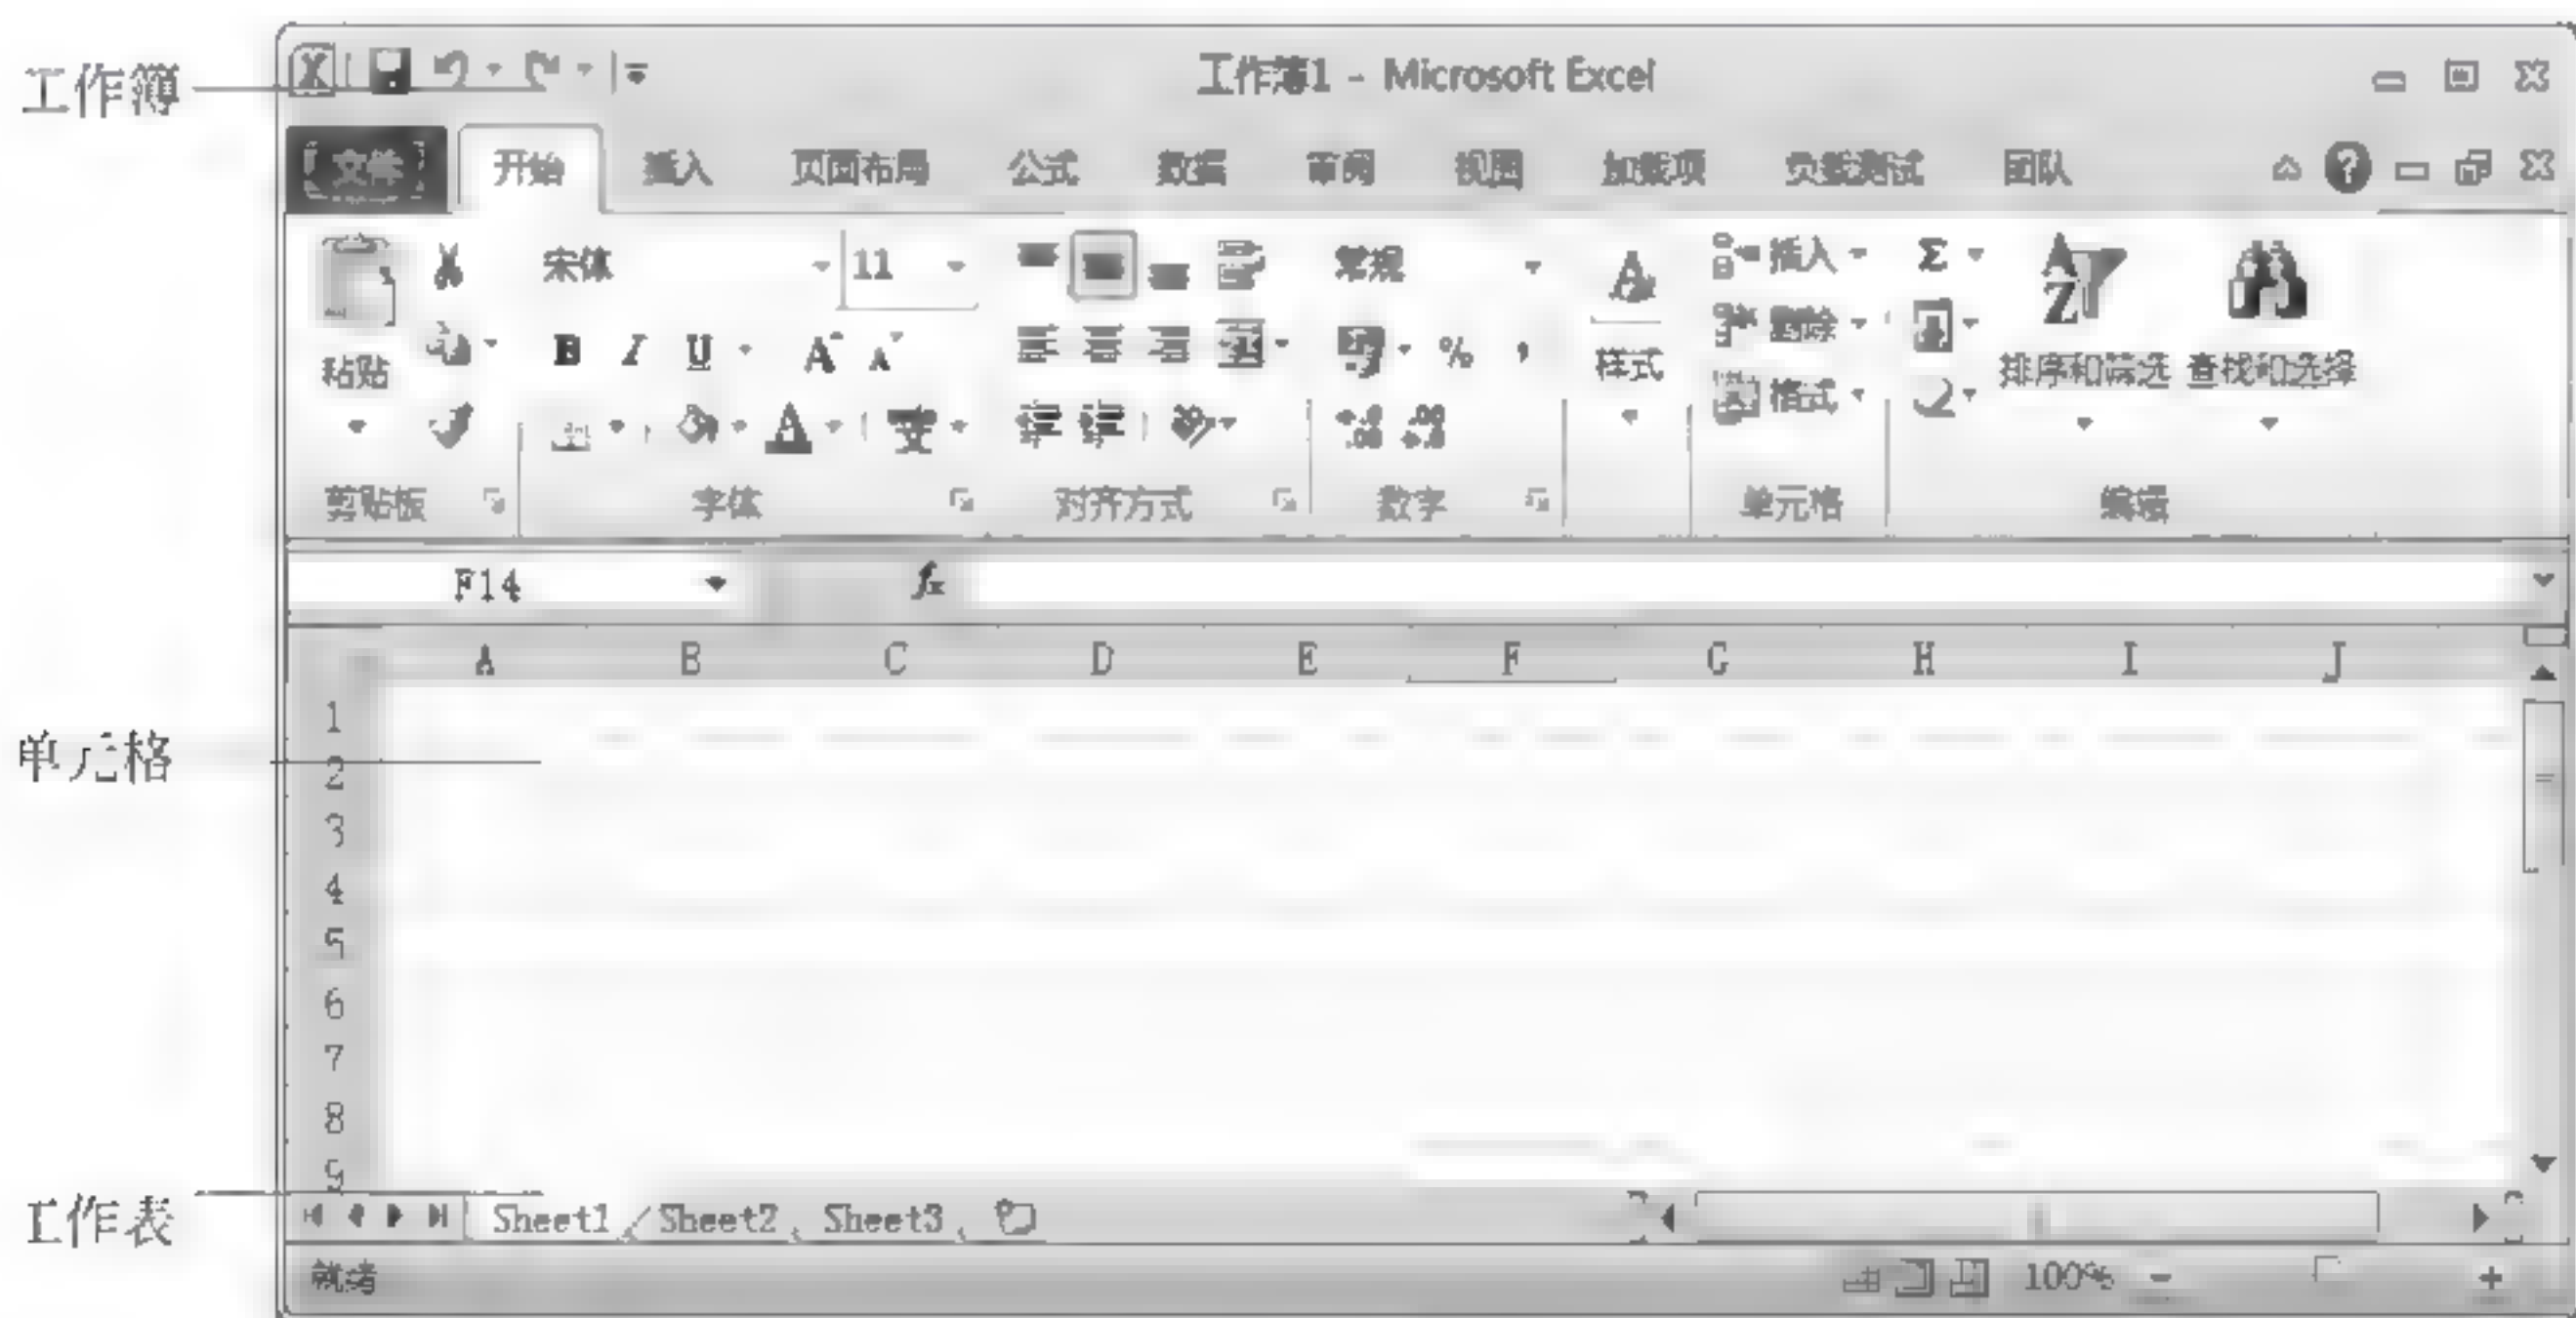 工作簿
工作簿1 - Microsoft Excel
文件 开始 插入 页面布局 公式 数据 审阅 视图 加载项 负载测试 团队
宋体 11 常规 插入 Σ
粘贴 B I U A A % , 样式 删除 排序和筛选 查找和选择
格式
剪贴板 字体 对齐方式 数字 单元格 编辑
F14 fx
A B C D E F G H I J
1
单元格
2
3
4
5
6
7
8
9
工作表
Sheet1 Sheet2 Sheet3
就绪 100%